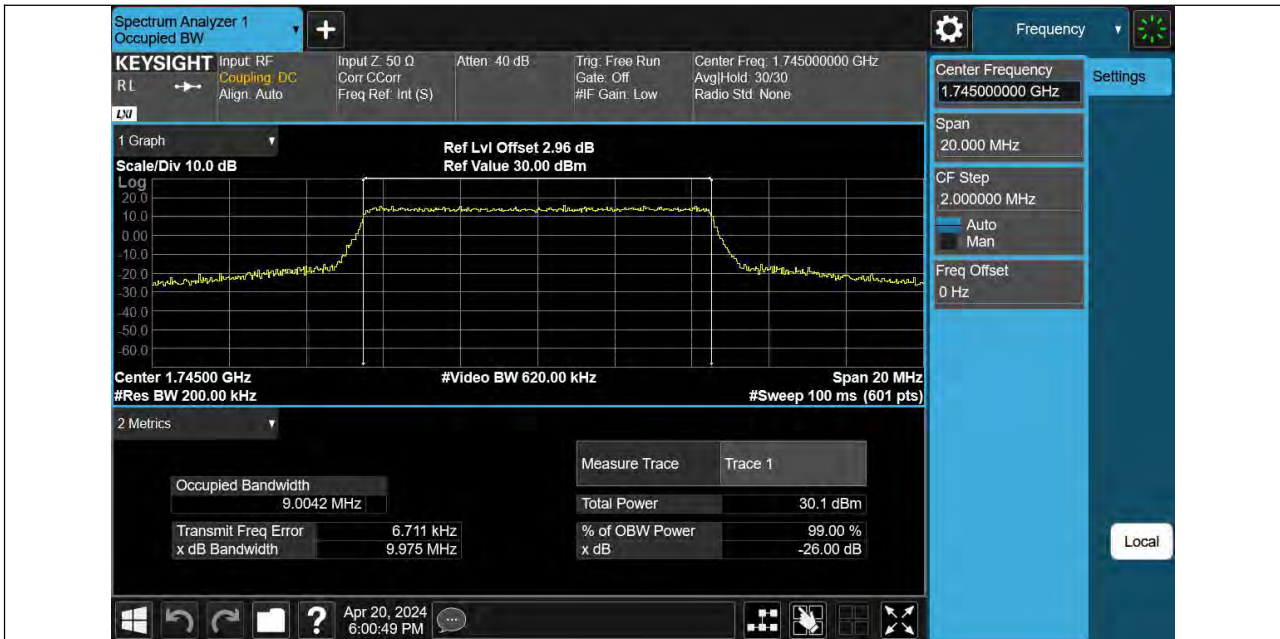 Spectrum Analyzer 1
Occupied BW
+
Frequency
KEYSIGHT
R L
LXI
Input: RF
Coupling: DC
Align: Auto
Input Z: 50 Ω
Corr CCorr
Freq Ref: Int (S)
Atten: 40 dB
Trig: Free Run
Gate: Off
#IF Gain: Low
Center Freq: 1.745000000 GHz
Avg|Hold: 30/30
Radio Std: None
Center Frequency
1.745000000 GHz
Settings
Span
20.000 MHz
CF Step
2.000000 MHz
Auto
Man
Freq Offset
0 Hz
Local
1 Graph
Scale/Div 10.0 dB
Ref Lvl Offset 2.96 dB
Ref Value 30.00 dBm
Log
20.0
10.0
0.00
-10.0
-20.0
-30.0
-40.0
-50.0
-60.0
Center 1.74500 GHz
#Video BW 620.00 kHz
Span 20 MHz
#Res BW 200.00 kHz
#Sweep 100 ms (601 pts)
2 Metrics
Measure Trace Trace 1
Occupied Bandwidth
9.0042 MHz
Total Power 30.1 dBm
Transmit Freq Error 6.711 kHz
% of OBW Power 99.00 %
x dB Bandwidth 9.975 MHz
x dB -26.00 dB
?
Apr 20, 2024
6:00:49 PM